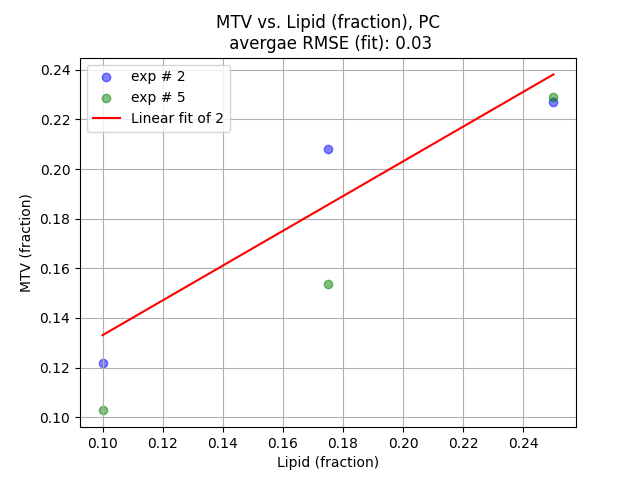 MTV vs. Lipid (fraction), PC
avergae RMSE (fit): 0.03
exp # 2
exp # 5
Linear fit of 2
0.24
0.22
0.20
0.18
0.16
0.14
0.12
0.10
MTV (fraction)
0.10 0.12 0.14 0.16 0.18 0.20 0.22 0.24
Lipid (fraction)